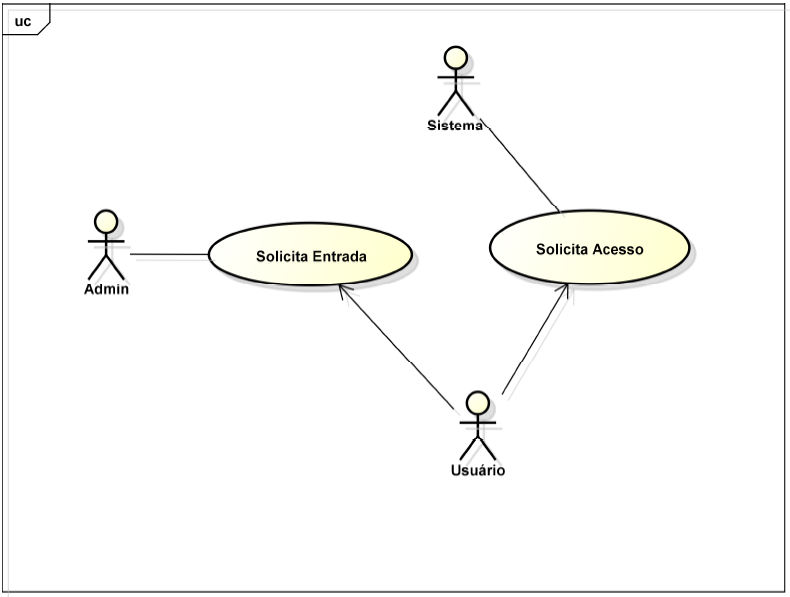 uc
Sistema
Solicita Entrada
Solicita Acesso
Admin
Usuário